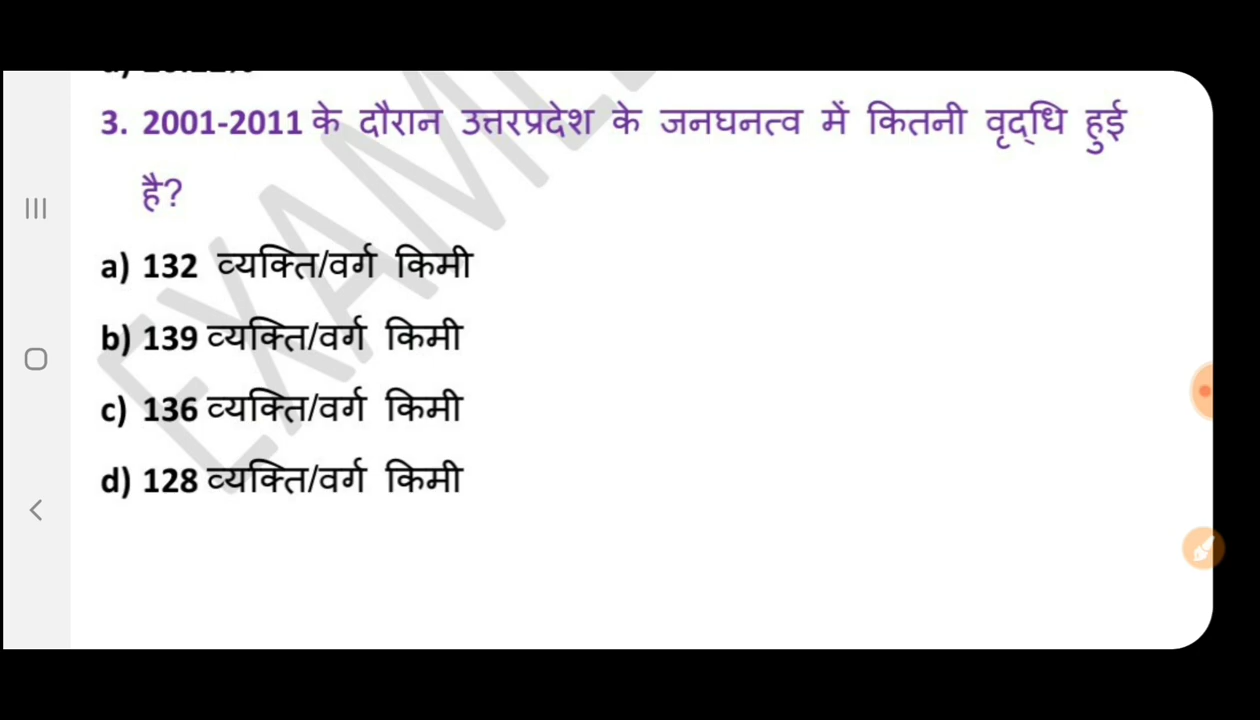 3. 2001-2011 के दौरान उत्तरप्रदेश के जनघनत्व में कितनी वृद्धि हुई
है?
a) 132 व्यक्ति/वर्ग किमी
b) 139 व्यक्ति/वर्ग किमी
c) 136 व्यक्ति/वर्ग किमी
d) 128 व्यक्ति/वर्ग किमी